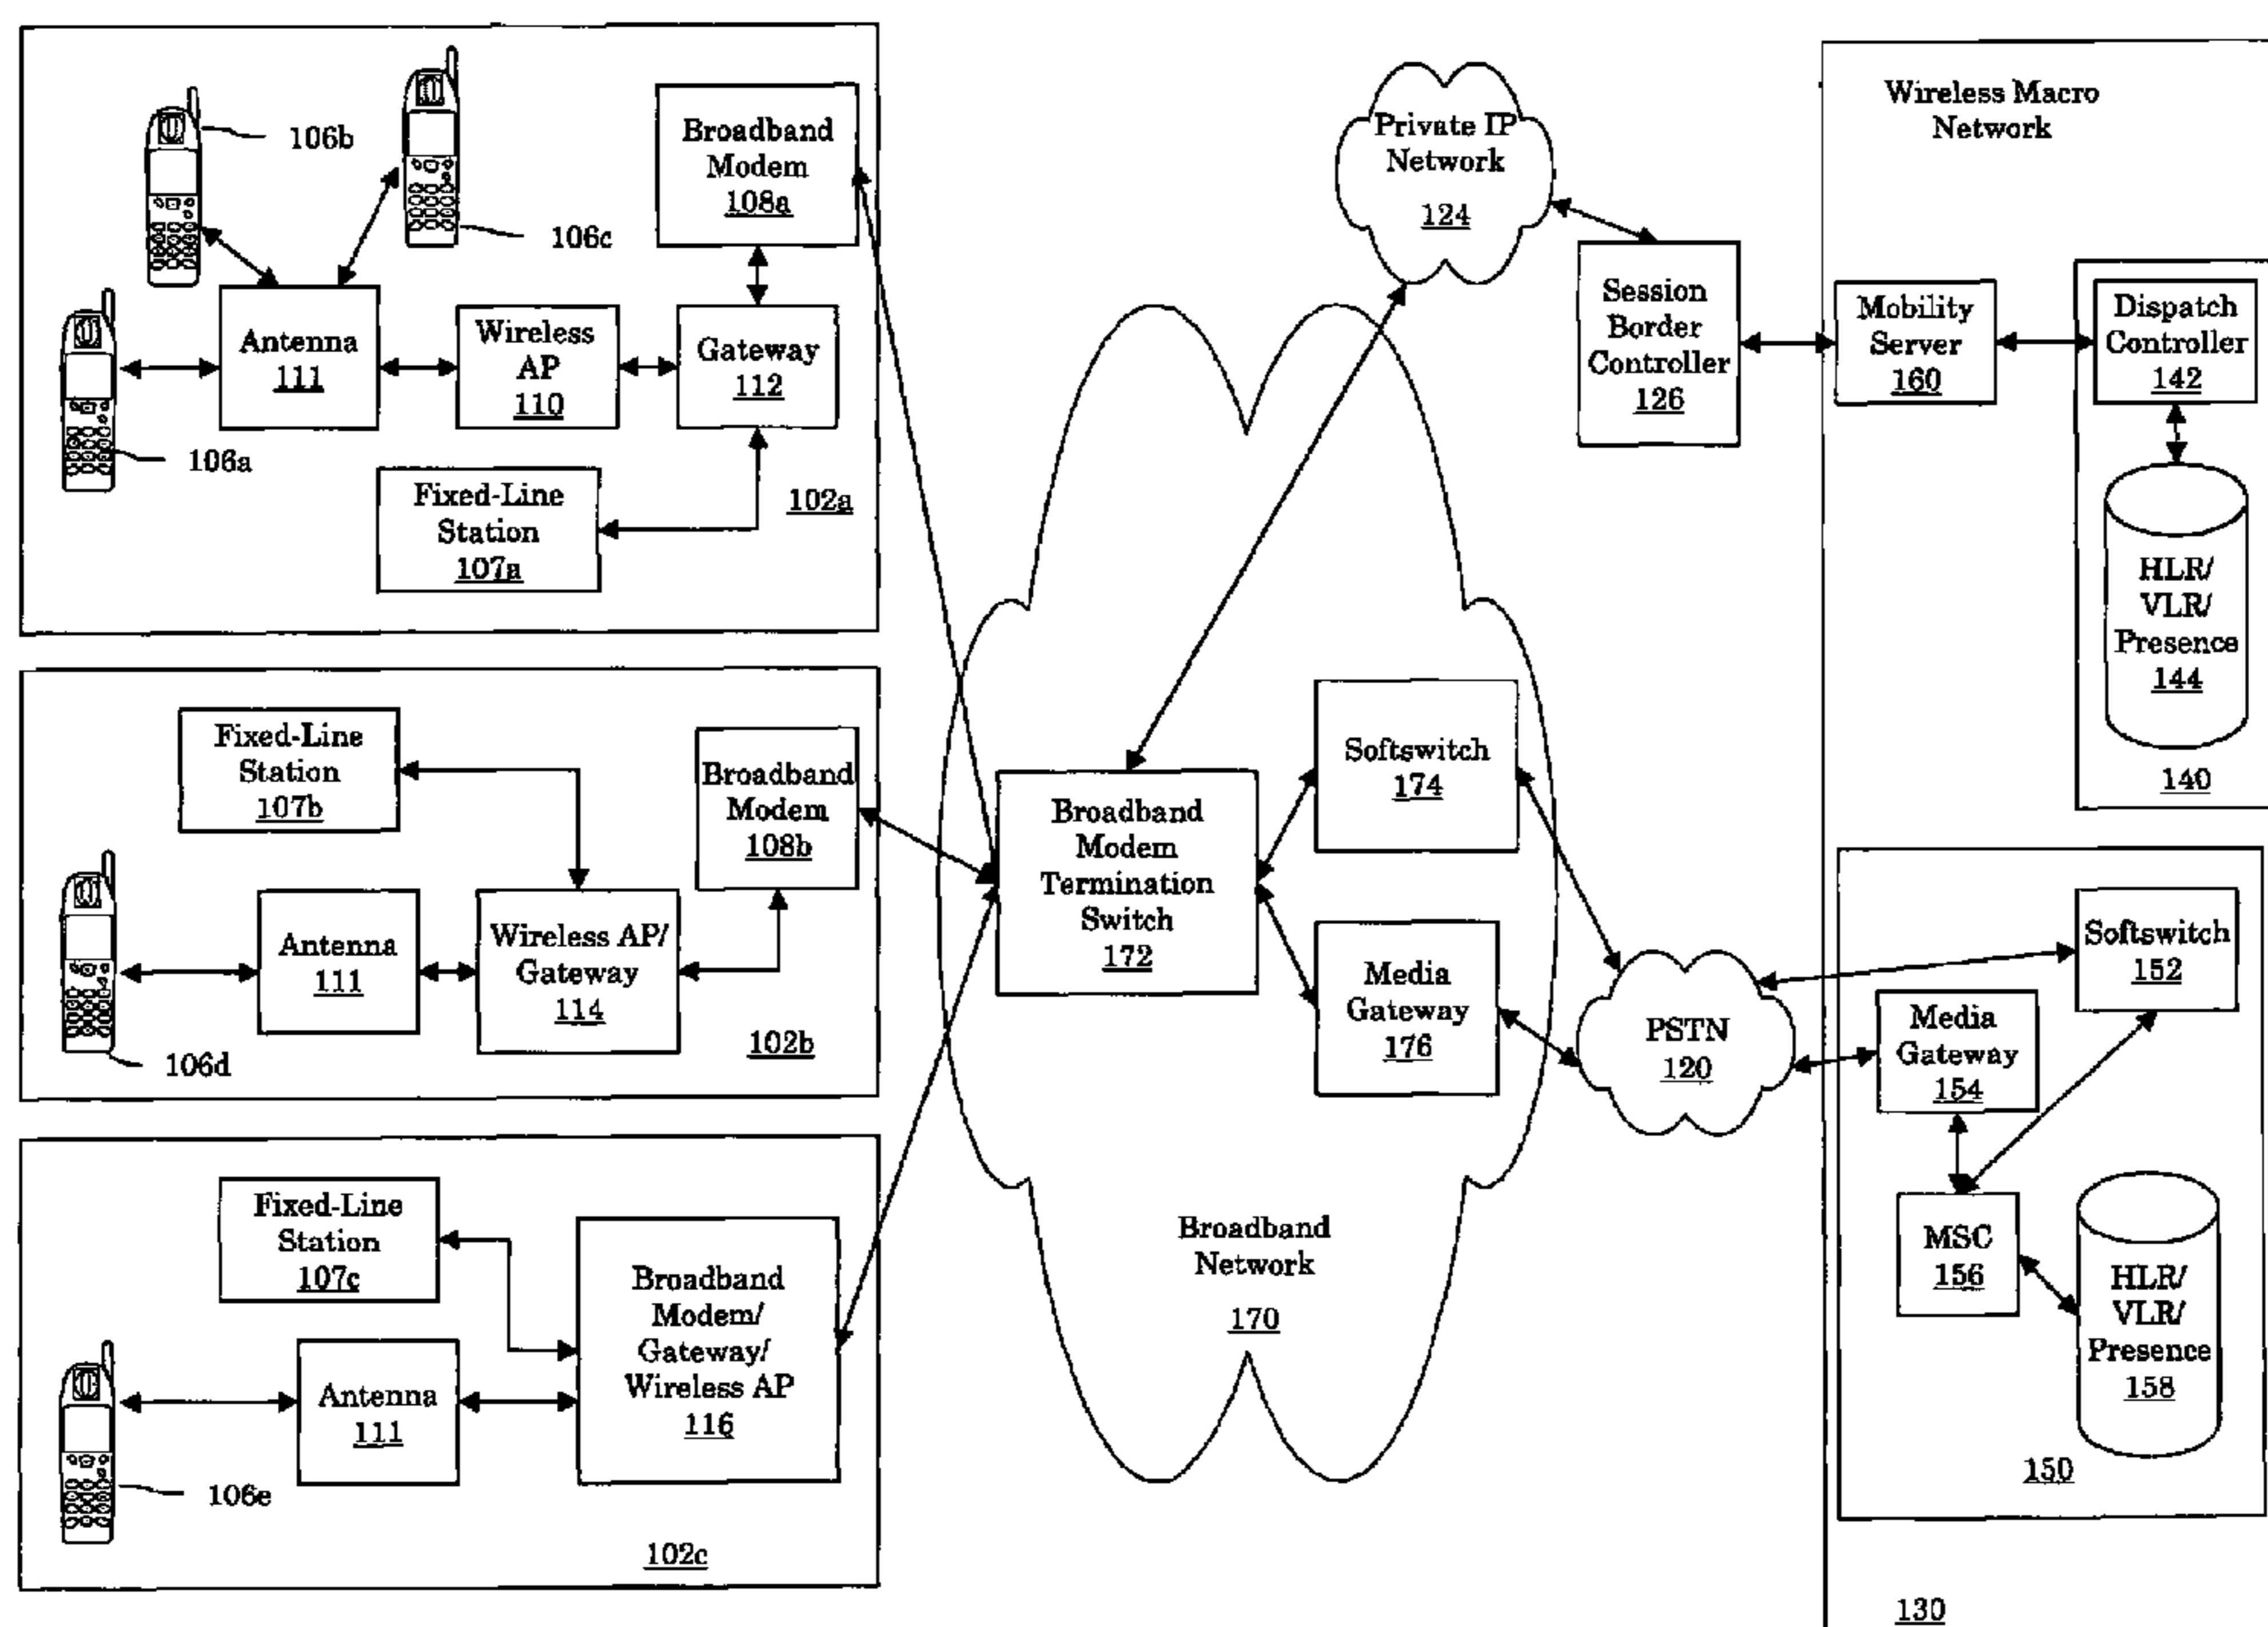 106b
106c
106a
Broadband
Modem
108a
Antenna
111
Wireless
AP
110
Gateway
112
Fixed-Line
Station
107a
102a
Fixed-Line
Station
107b
Broadband
Modem
108b
Antenna
111
Wireless AP/
Gateway
114
106d
102b
Fixed-Line
Station
107c
Broadband
Modem/
Gateway/
Wireless AP
116
Antenna
111
106e
102c
Private IP
Network
124
Session
Border
Controller
126
Broadband
Modem
Termination
Switch
172
Softswitch
174
Media
Gateway
176
Broadband
Network
170
PSTN
120
Wireless Macro
Network
Mobility
Server
160
Dispatch
Controller
142
HLR/
VLR/
Presence
144
140
Softswitch
152
Media
Gateway
154
MSC
156
HLR/
VLR/
Presence
158
150
130